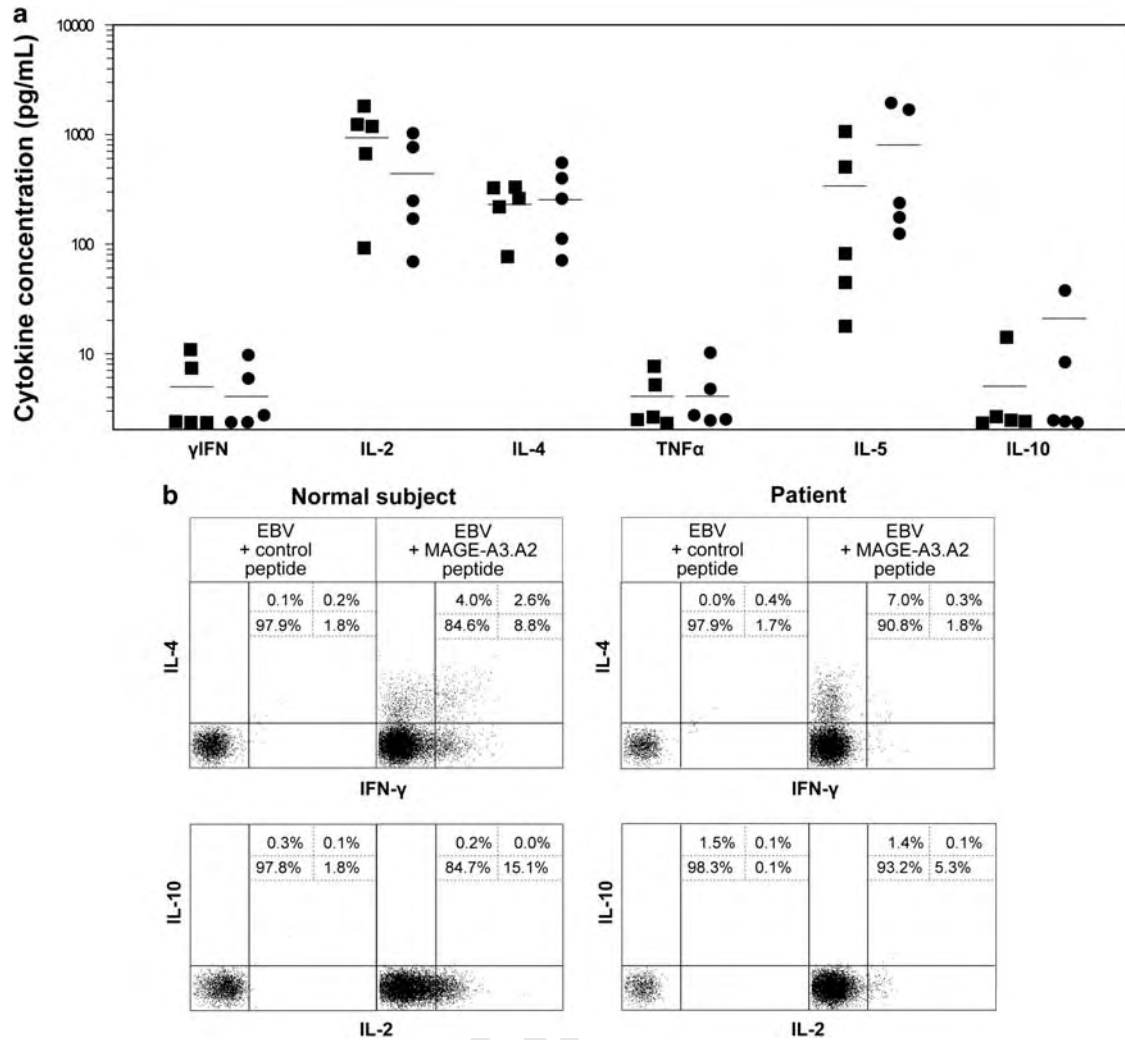 a
Cytokine concentration (pg/mL)
10000
1000
100
10
γIFN IL-2 IL-4 TNFα IL-5 IL-10
b
Normal subject
Patient
EBV
+ control
peptide
EBV
+ MAGE-A3.A2
peptide
EBV
+ control
peptide
EBV
+ MAGE-A3.A2
peptide
IL-4
0.1% 0.2%
97.9% 1.8%
4.0% 2.6%
84.6% 8.8%
IFN-γ
IL-4
0.0% 0.4%
97.9% 1.7%
7.0% 0.3%
90.8% 1.8%
IFN-γ
IL-10
0.3% 0.1%
97.8% 1.8%
0.2% 0.0%
84.7% 15.1%
IL-2
IL-10
1.5% 0.1%
98.3% 0.1%
1.4% 0.1%
93.2% 5.3%
IL-2